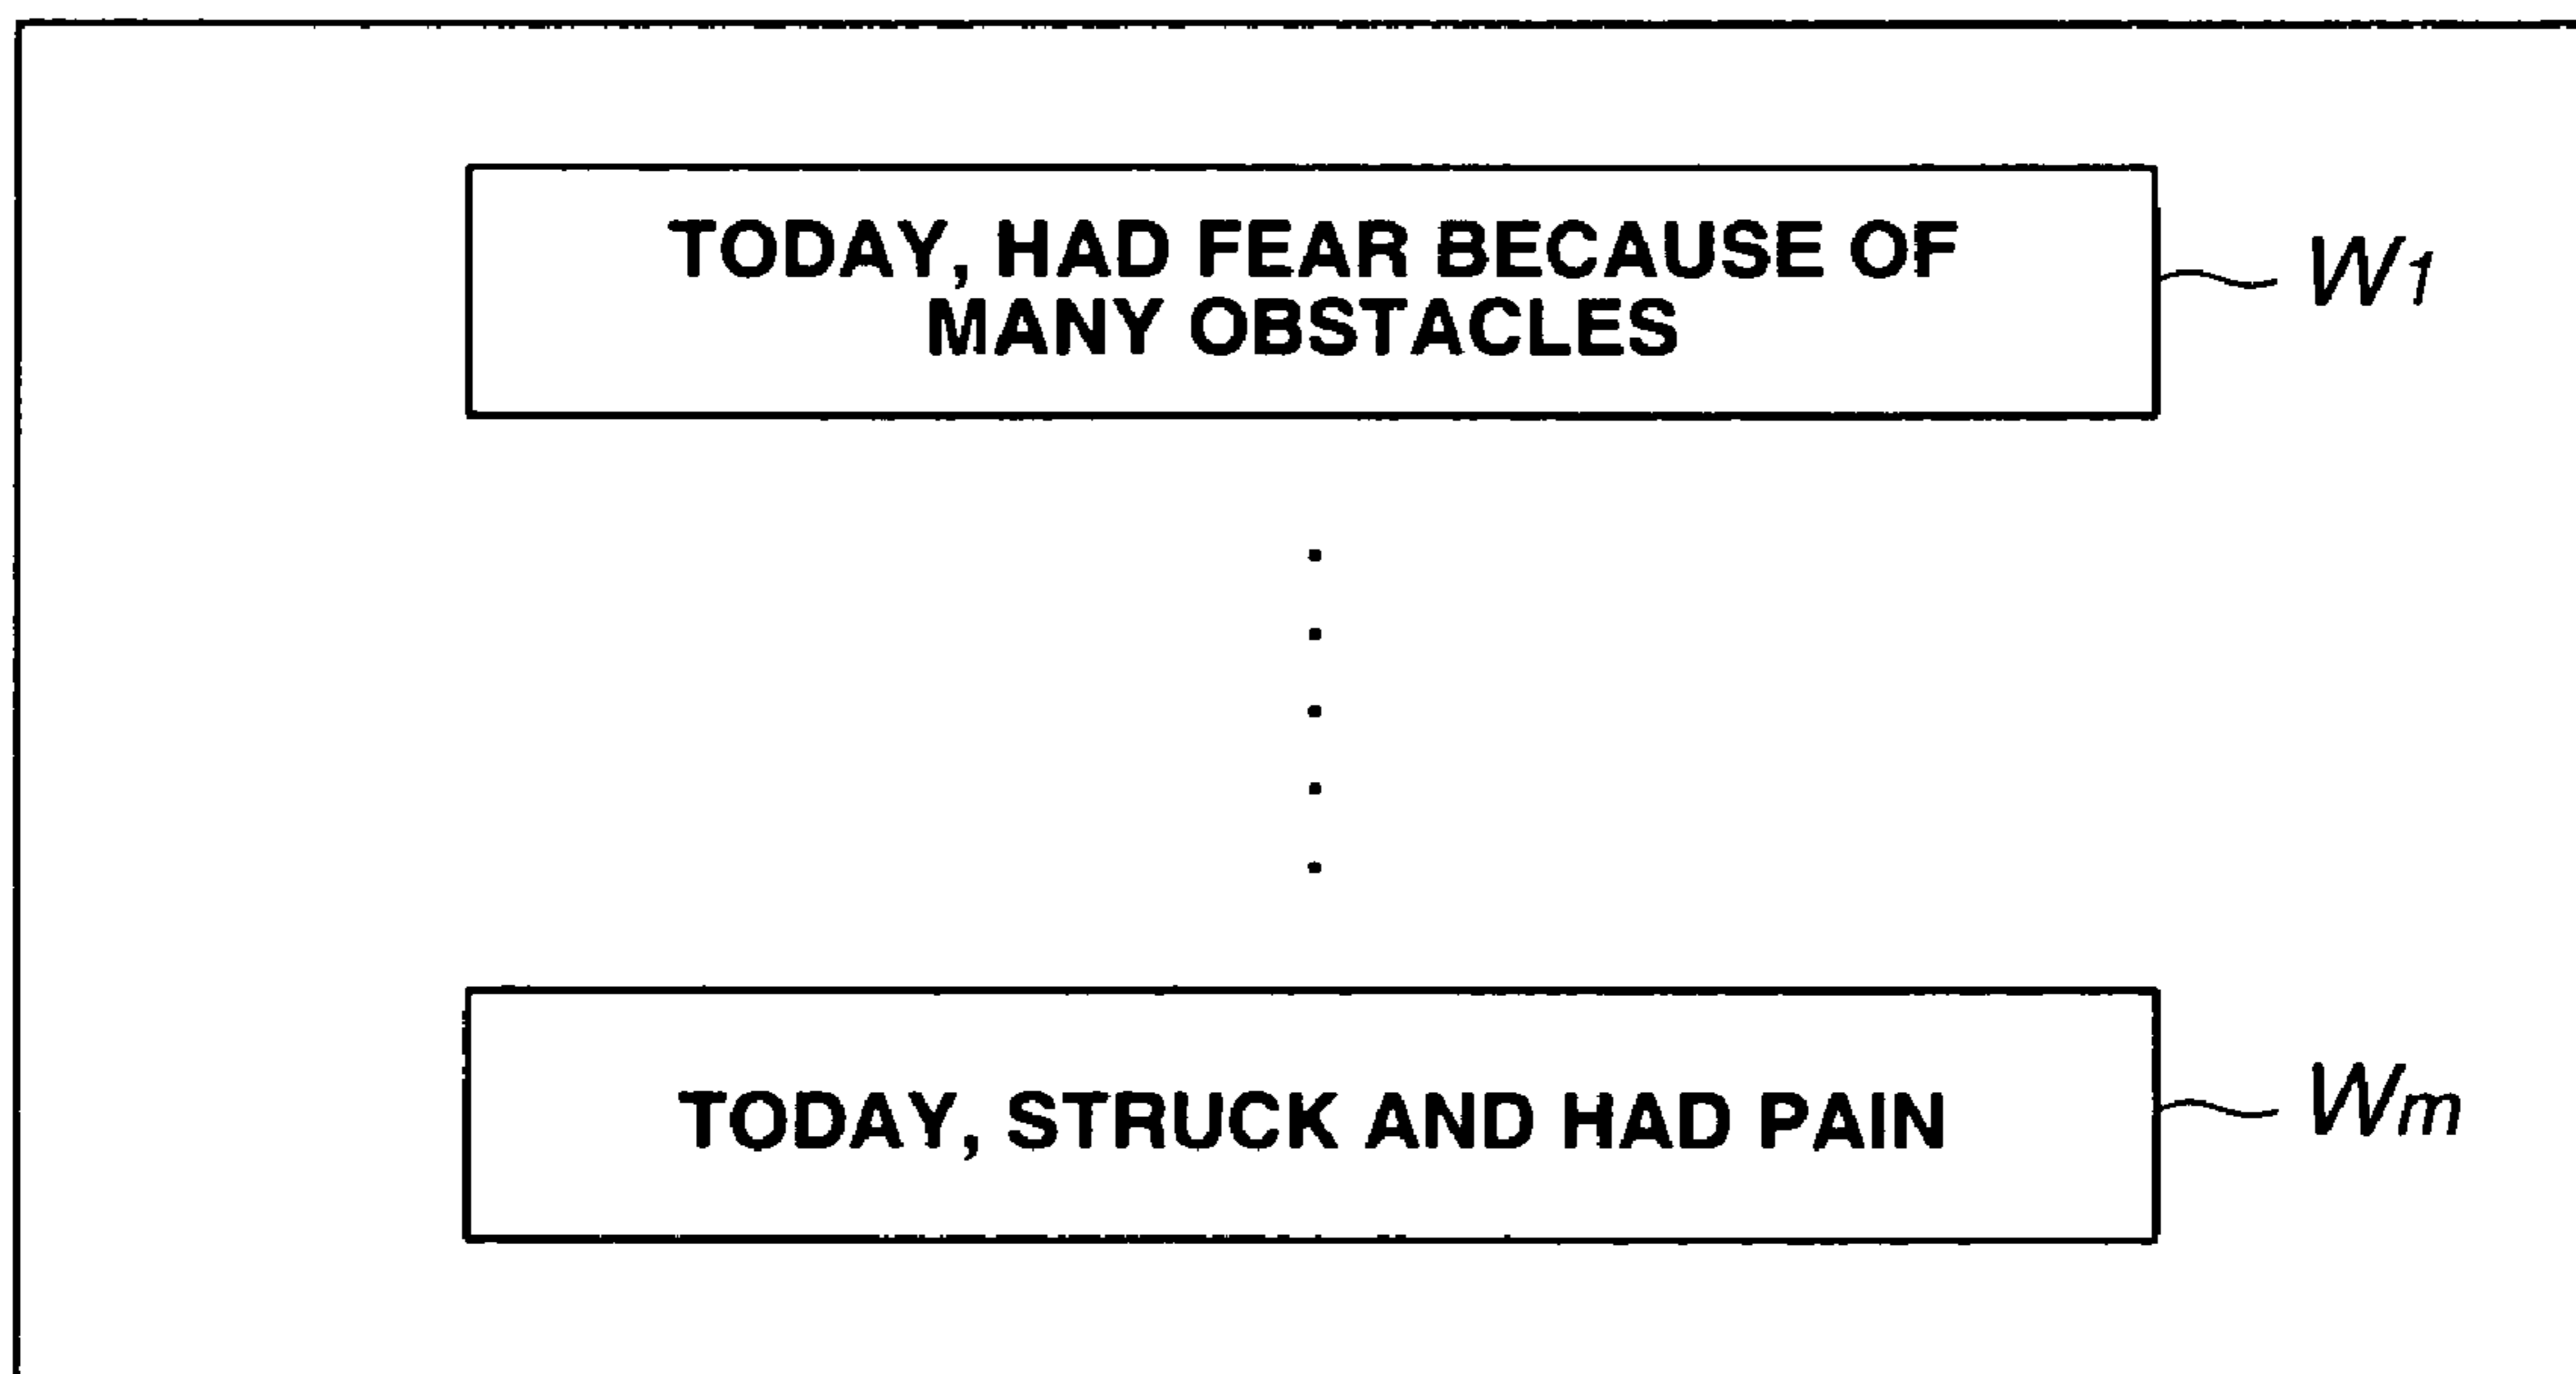 TODAY, HAD FEAR BECAUSE OF
MANY OBSTACLES
W1
TODAY, STRUCK AND HAD PAIN
Wm